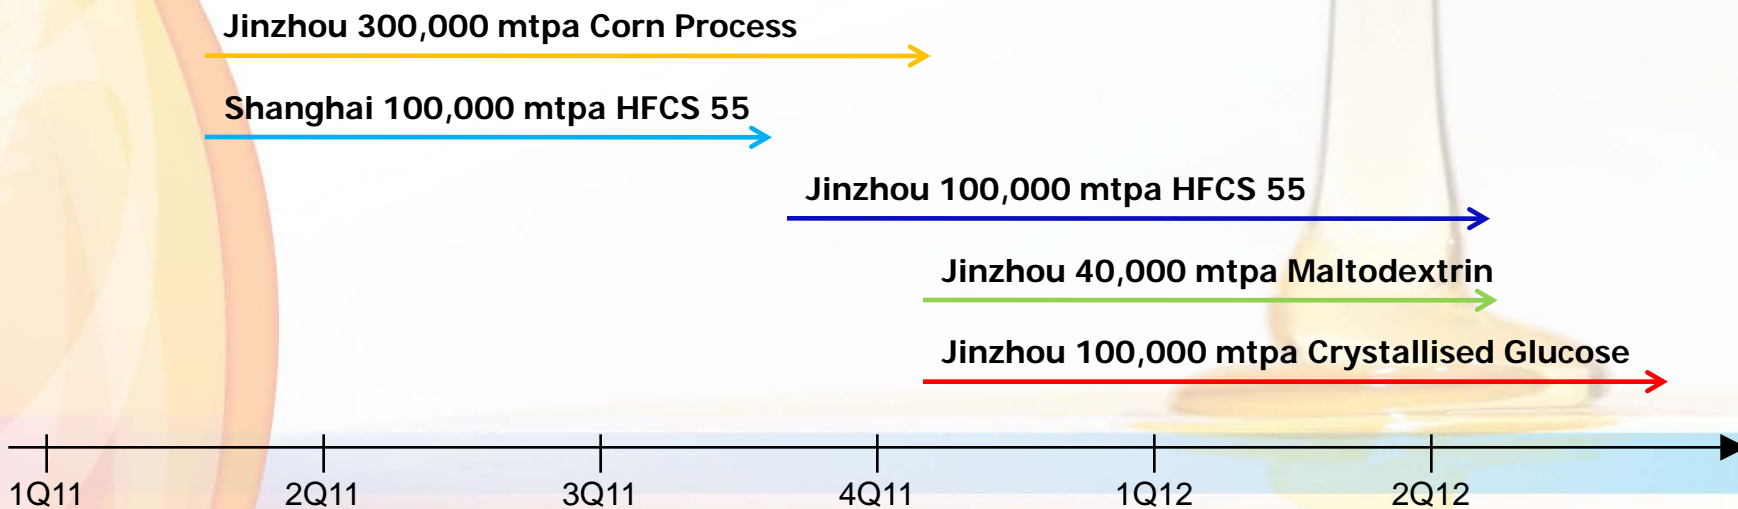 Jinzhou 300,000 mtpa Corn Process
Shanghai 100,000 mtpa HFCS 55
Jinzhou 100,000 mtpa HFCS 55
Jinzhou 40,000 mtpa Maltodextrin
Jinzhou 100,000 mtpa Crystallised Glucose
1Q11 2Q11 3Q11 4Q11 1Q12 2Q12